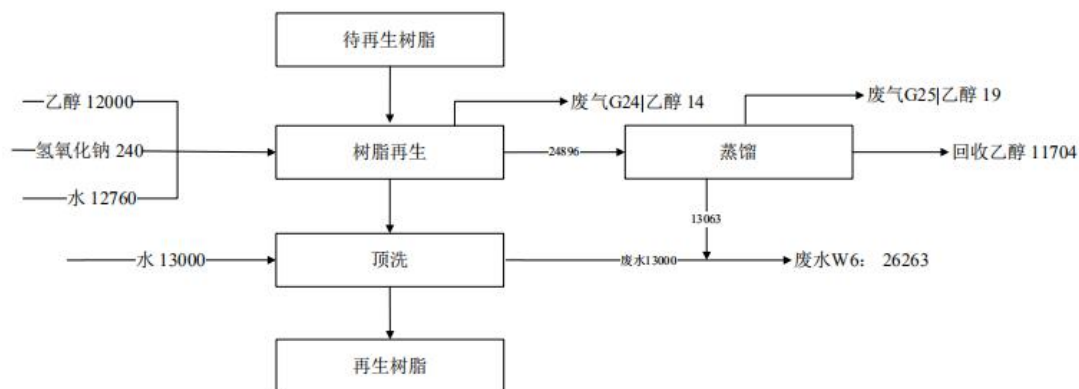 待再生树脂
乙醇 12000
废气G24|乙醇 14
废气G25|乙醇 19
氢氧化钠 240
树脂再生
24896
蒸馏
回收乙醇 11704
水 12760
13063
水 13000
顶洗
废水13000
废水W6： 26263
再生树脂